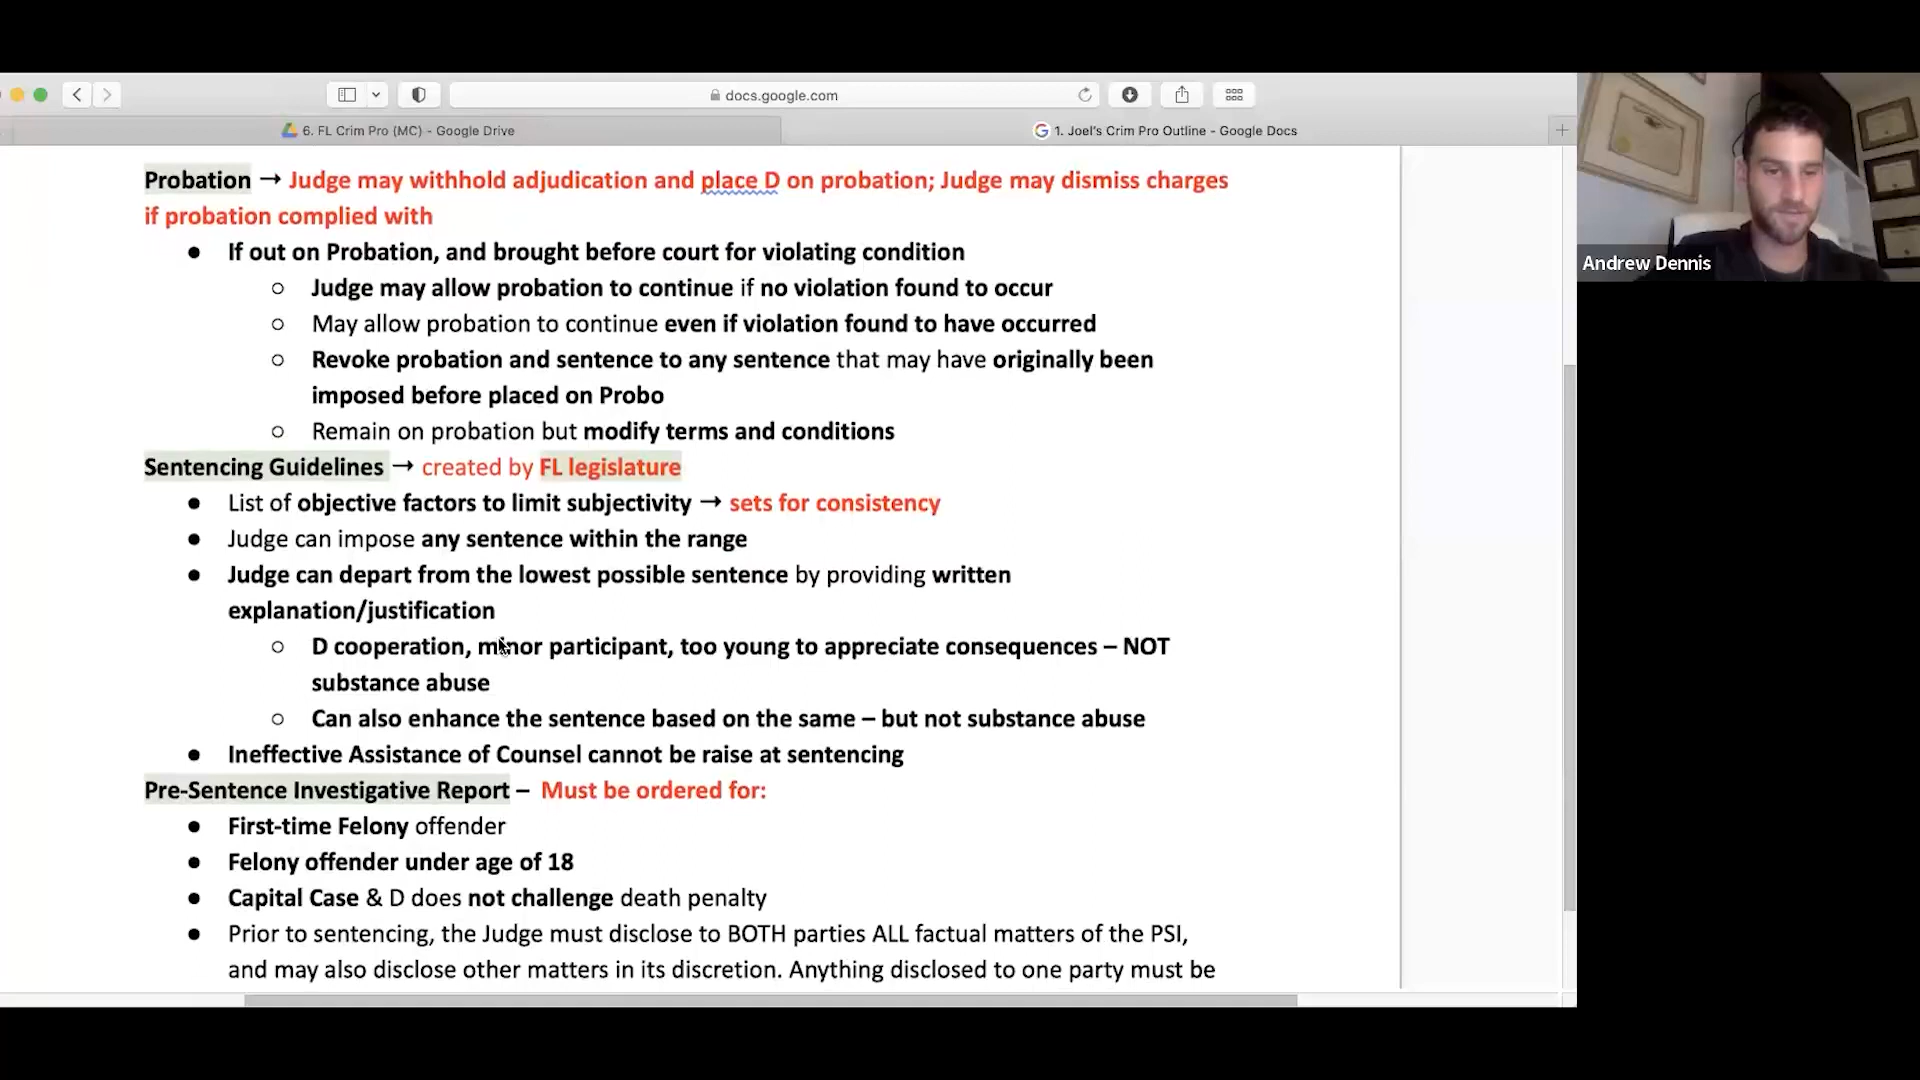 docs.google.com
6. FL Crim Pro (MC) - Google Drive
1. Joel's Crim Pro Outline - Google Docs
Probation → Judge may withhold adjudication and place D on probation; Judge may dismiss charges
if probation complied with
● If out on Probation, and brought before court for violating condition
○ Judge may allow probation to continue if no violation found to occur
○ May allow probation to continue even if violation found to have occurred
○ Revoke probation and sentence to any sentence that may have originally been
imposed before placed on Probo
○ Remain on probation but modify terms and conditions
Sentencing Guidelines → created by FL legislature
● List of objective factors to limit subjectivity → sets for consistency
● Judge can impose any sentence within the range
● Judge can depart from the lowest possible sentence by providing written
explanation/justification
○ D cooperation, minor participant, too young to appreciate consequences – NOT
substance abuse
○ Can also enhance the sentence based on the same – but not substance abuse
● Ineffective Assistance of Counsel cannot be raise at sentencing
Pre-Sentence Investigative Report – Must be ordered for:
● First-time Felony offender
● Felony offender under age of 18
● Capital Case & D does not challenge death penalty
● Prior to sentencing, the Judge must disclose to BOTH parties ALL factual matters of the PSI,
and may also disclose other matters in its discretion. Anything disclosed to one party must be
Andrew Dennis